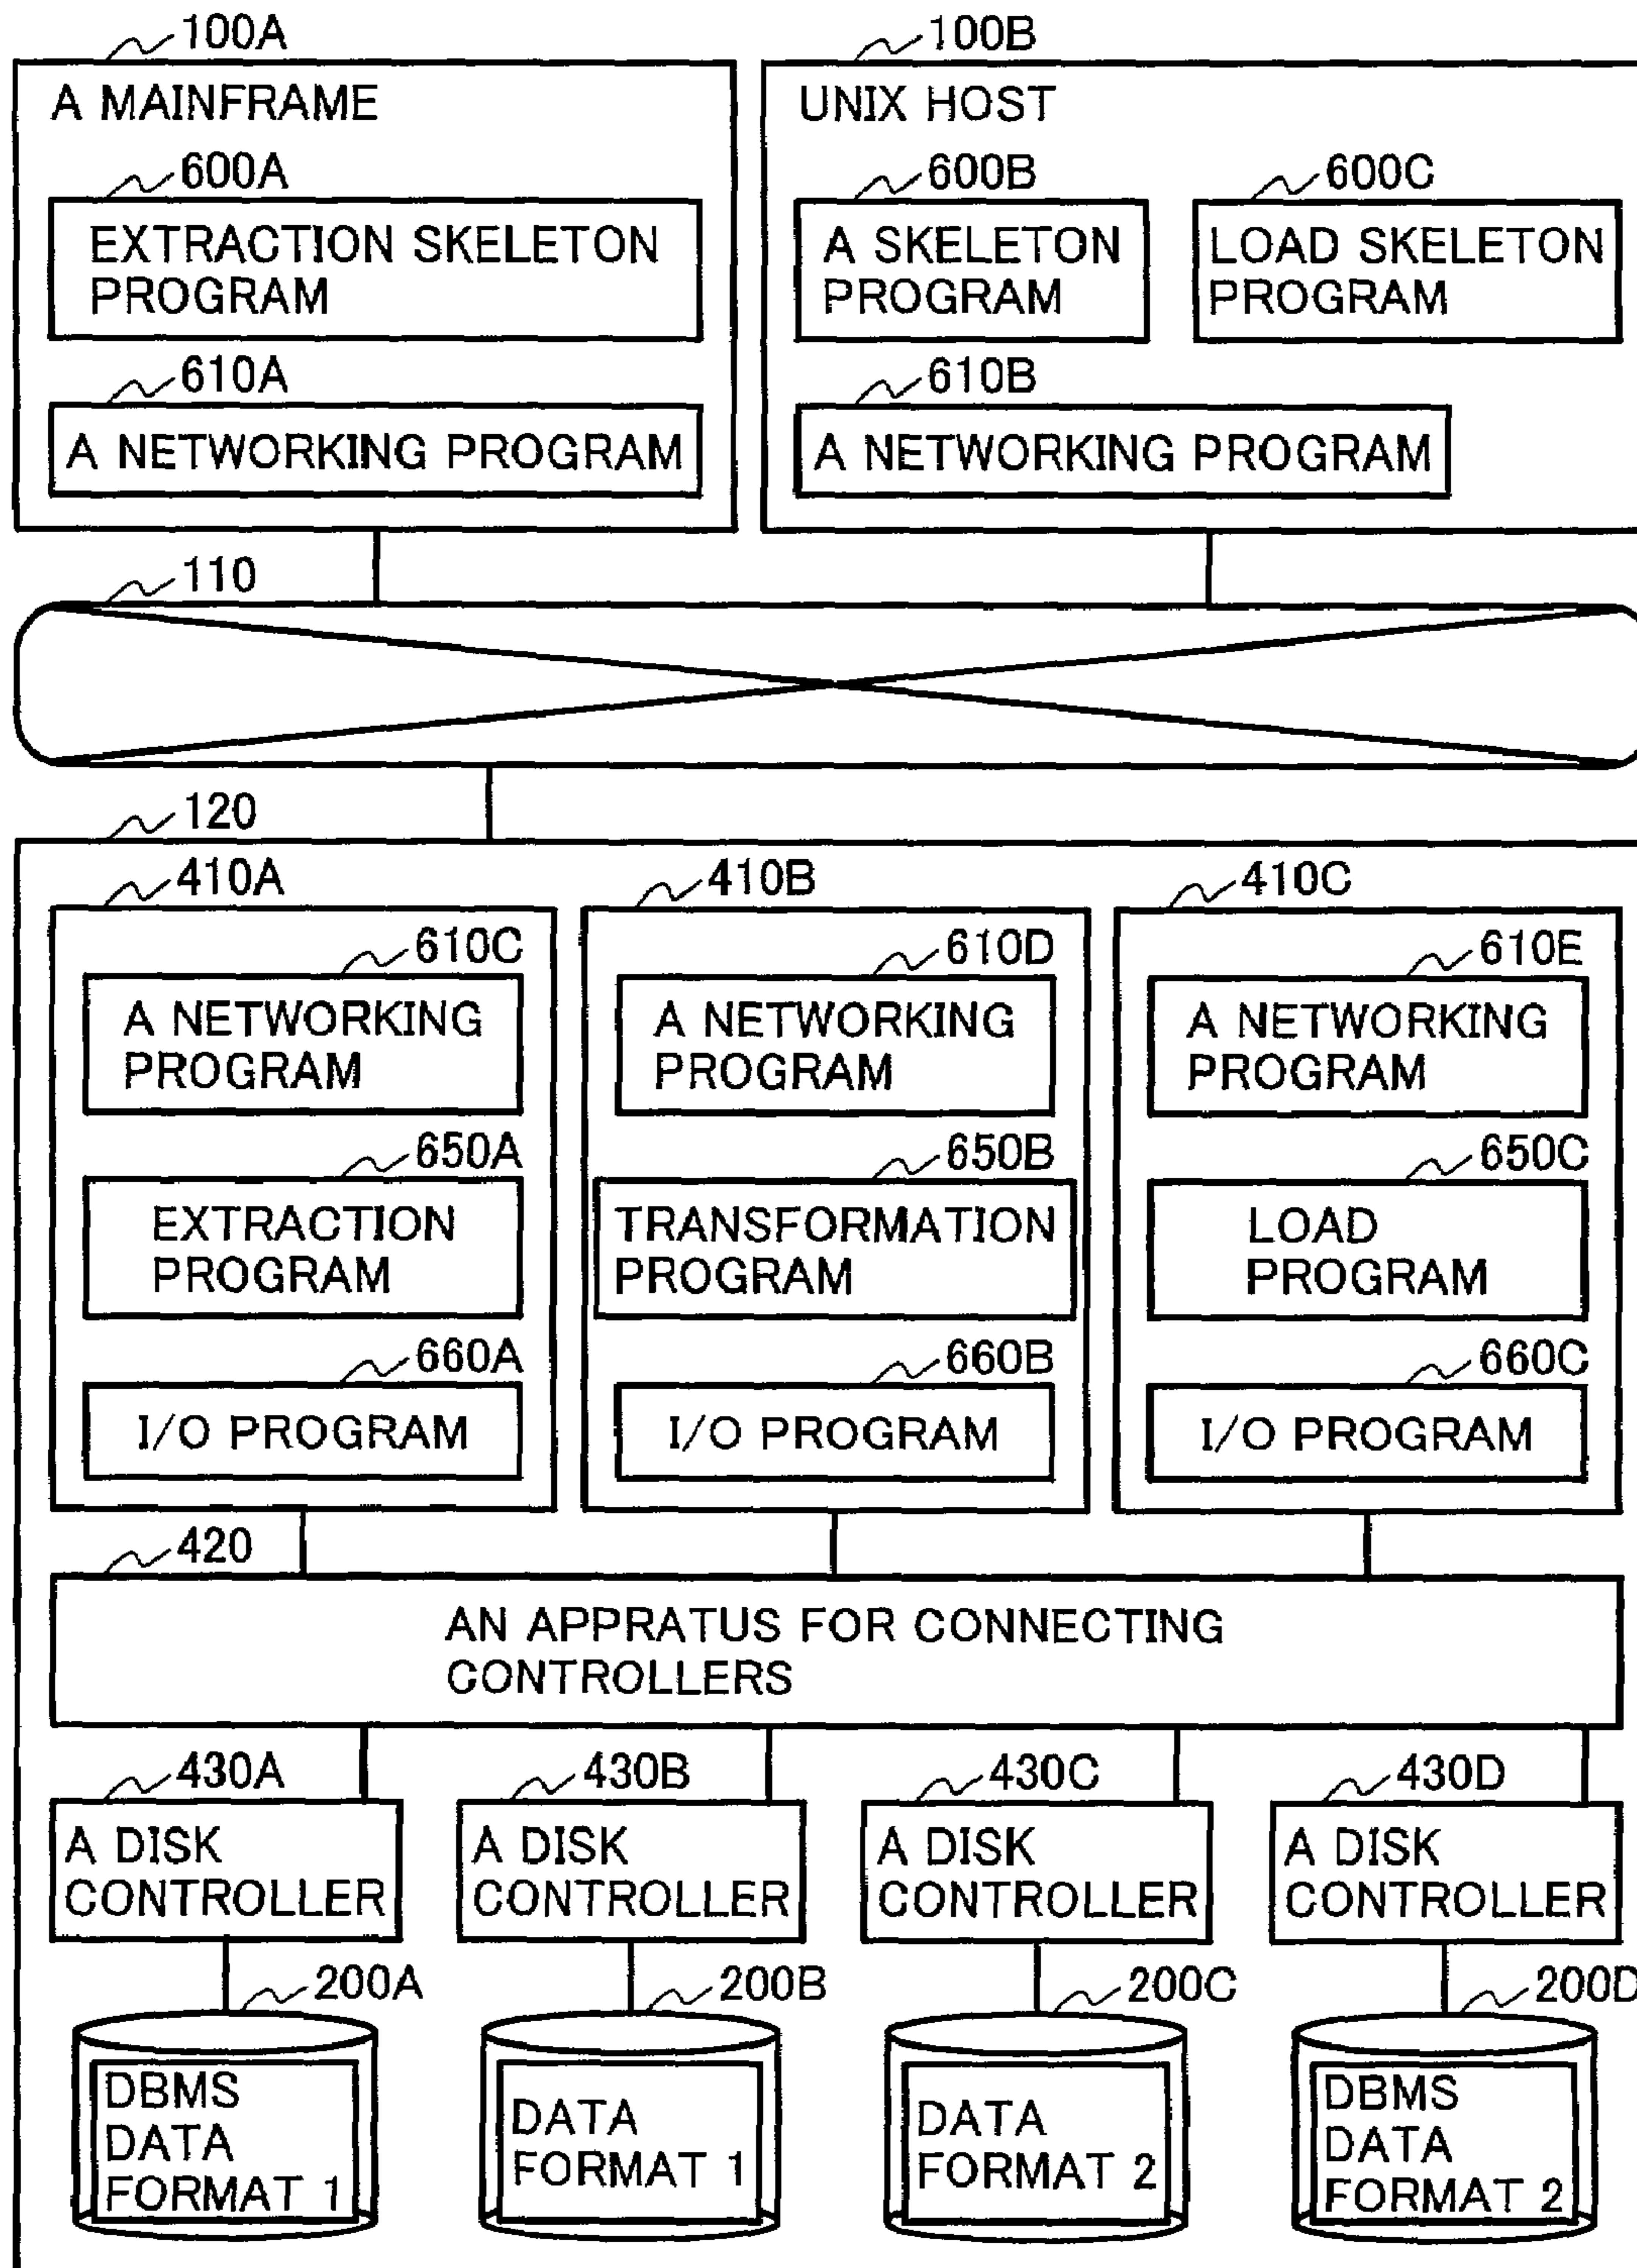 100A
100B
A MAINFRAME
UNIX HOST
600A
600B
600C
EXTRACTION SKELETON
PROGRAM
A SKELETON
PROGRAM
LOAD SKELETON
PROGRAM
610A
610B
A NETWORKING PROGRAM
A NETWORKING PROGRAM
110
120
410A
410B
410C
610C
610D
610E
A NETWORKING
PROGRAM
A NETWORKING
PROGRAM
A NETWORKING
PROGRAM
650A
650B
650C
EXTRACTION
PROGRAM
TRANSFORMATION
PROGRAM
LOAD
PROGRAM
660A
660B
660C
I/O PROGRAM
I/O PROGRAM
I/O PROGRAM
420
AN APPRATUS FOR CONNECTING
CONTROLLERS
430A
430B
430C
430D
A DISK
CONTROLLER
A DISK
CONTROLLER
A DISK
CONTROLLER
A DISK
CONTROLLER
200A
200B
200C
200D
DBMS
DATA
FORMAT 1
DATA
FORMAT 1
DATA
FORMAT 2
DBMS
DATA
FORMAT 2